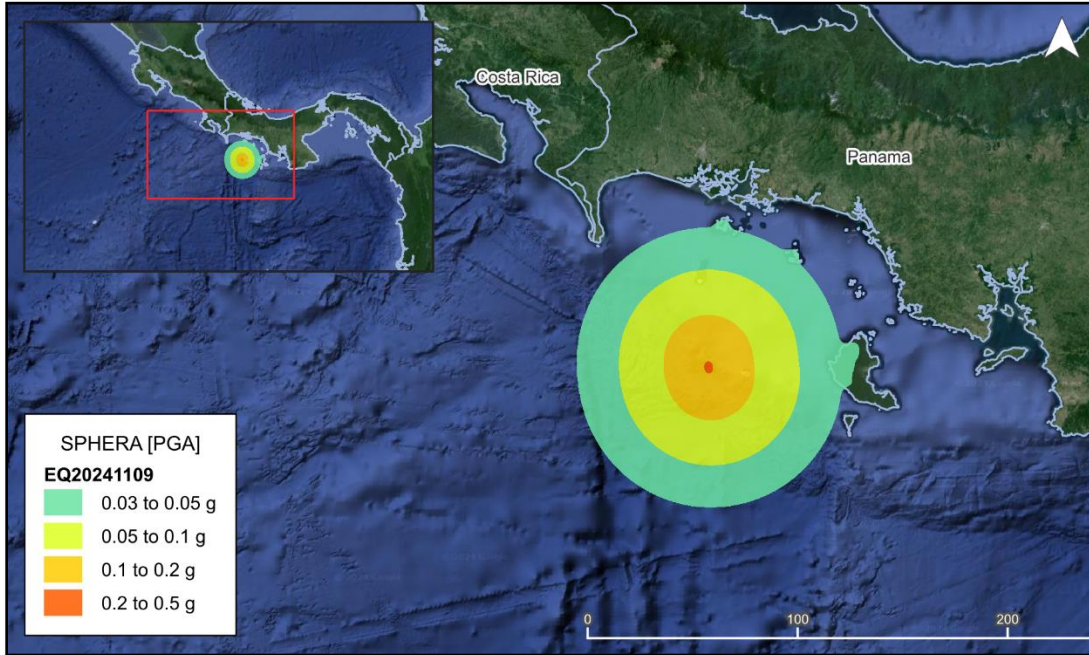 Costa Rica
Panama
SPHERA [PGA]
EQ20241109
0.03 to 0.05 g
0.05 to 0.1 g
0.1 to 0.2 g
0.2 to 0.5 g
0 100 200